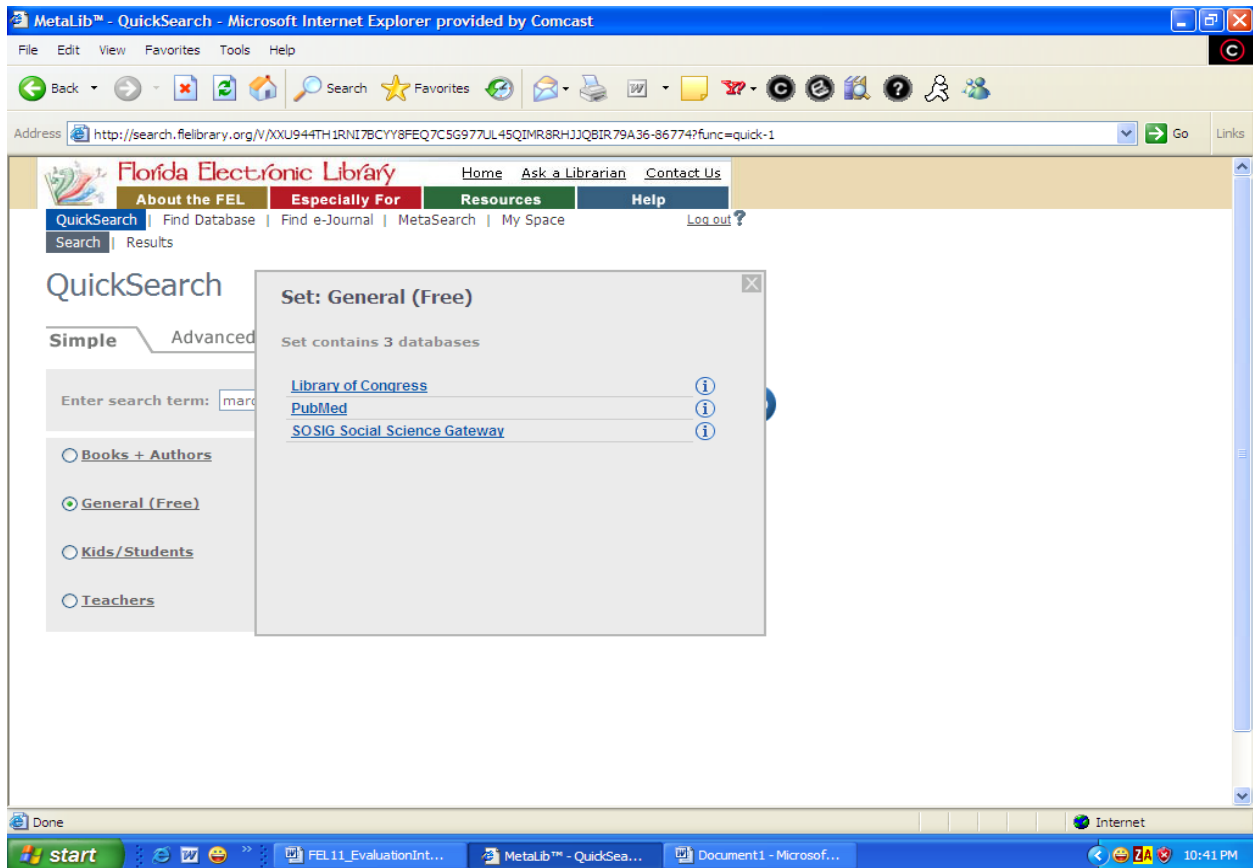 MetaLib™ - QuickSearch - Microsoft Internet Explorer provided by Comcast
File Edit View Favorites Tools Help
Back Search Favorites
Address http://search.flelibrary.org/V/XXU944TH1RNI7BCYY8FEQ7C5G977UL45QIMR8RHJJQBIR79A36-86774?func=quick-1 Go Links
Florida Electronic Library Home Ask a Librarian Contact Us
About the FEL Especially For Resources Help
QuickSearch | Find Database | Find e-Journal | MetaSearch | My Space Log out ?
Search | Results
QuickSearch
Set: General (Free)
Simple Advanced
Set contains 3 databases
Library of Congress
Enter search term: marc
PubMed
SOSIG Social Science Gateway
Books + Authors
General (Free)
Kids/Students
Teachers
Done Internet
start FEL11_EvaluationInt... MetaLib™ - QuickSea... Document1 - Microsof... ZA 10:41 PM